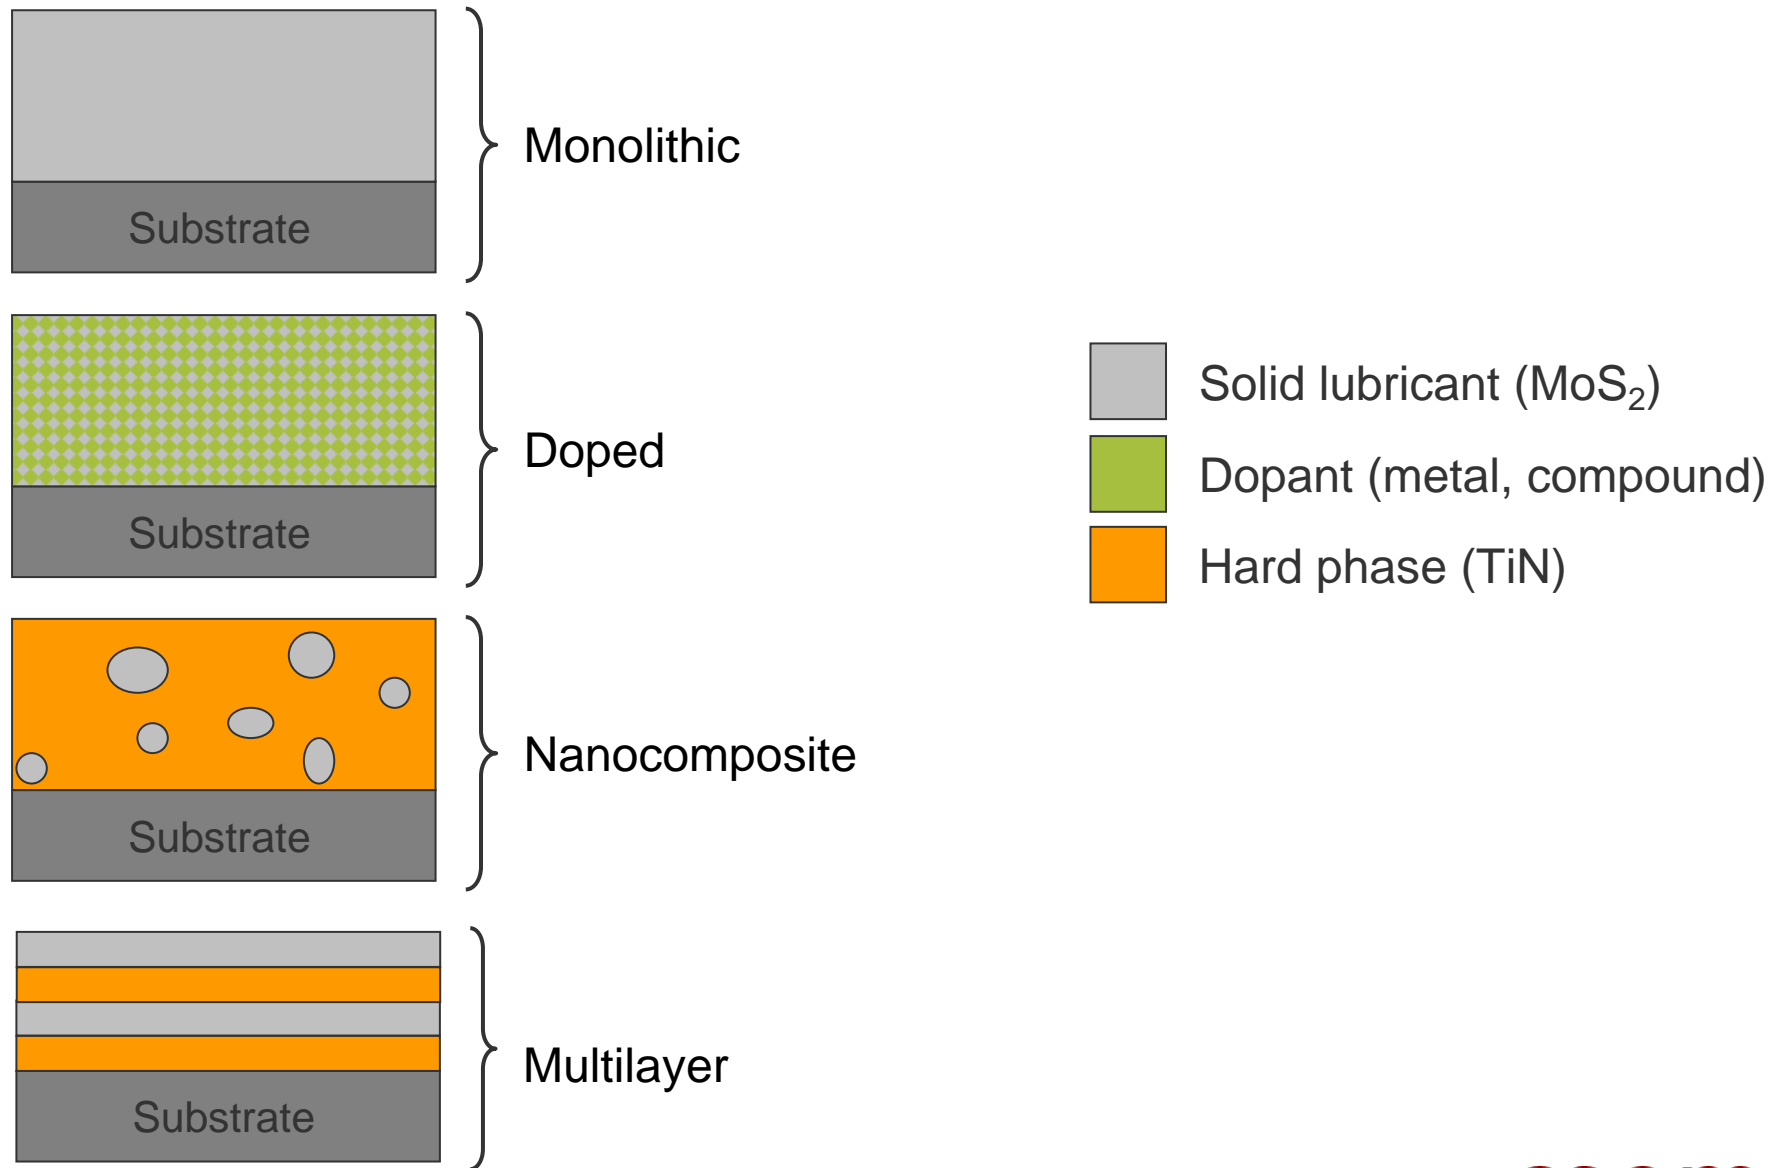 Substrate
Monolithic
Substrate
Doped
Substrate
Nanocomposite
Substrate
Multilayer
Solid lubricant (MoS₂)
Dopant (metal, compound)
Hard phase (TiN)